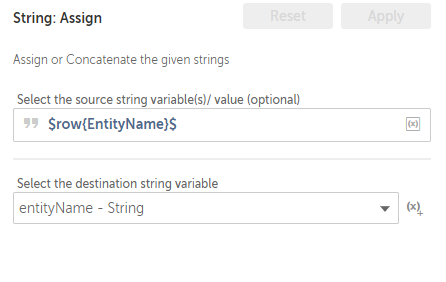 String: Assign
Reset
Apply
Assign or Concatenate the given strings
Select the source string variable(s)/ value (optional)
$row{EntityName}$
(x)
Select the destination string variable
entityName - String
(x)+